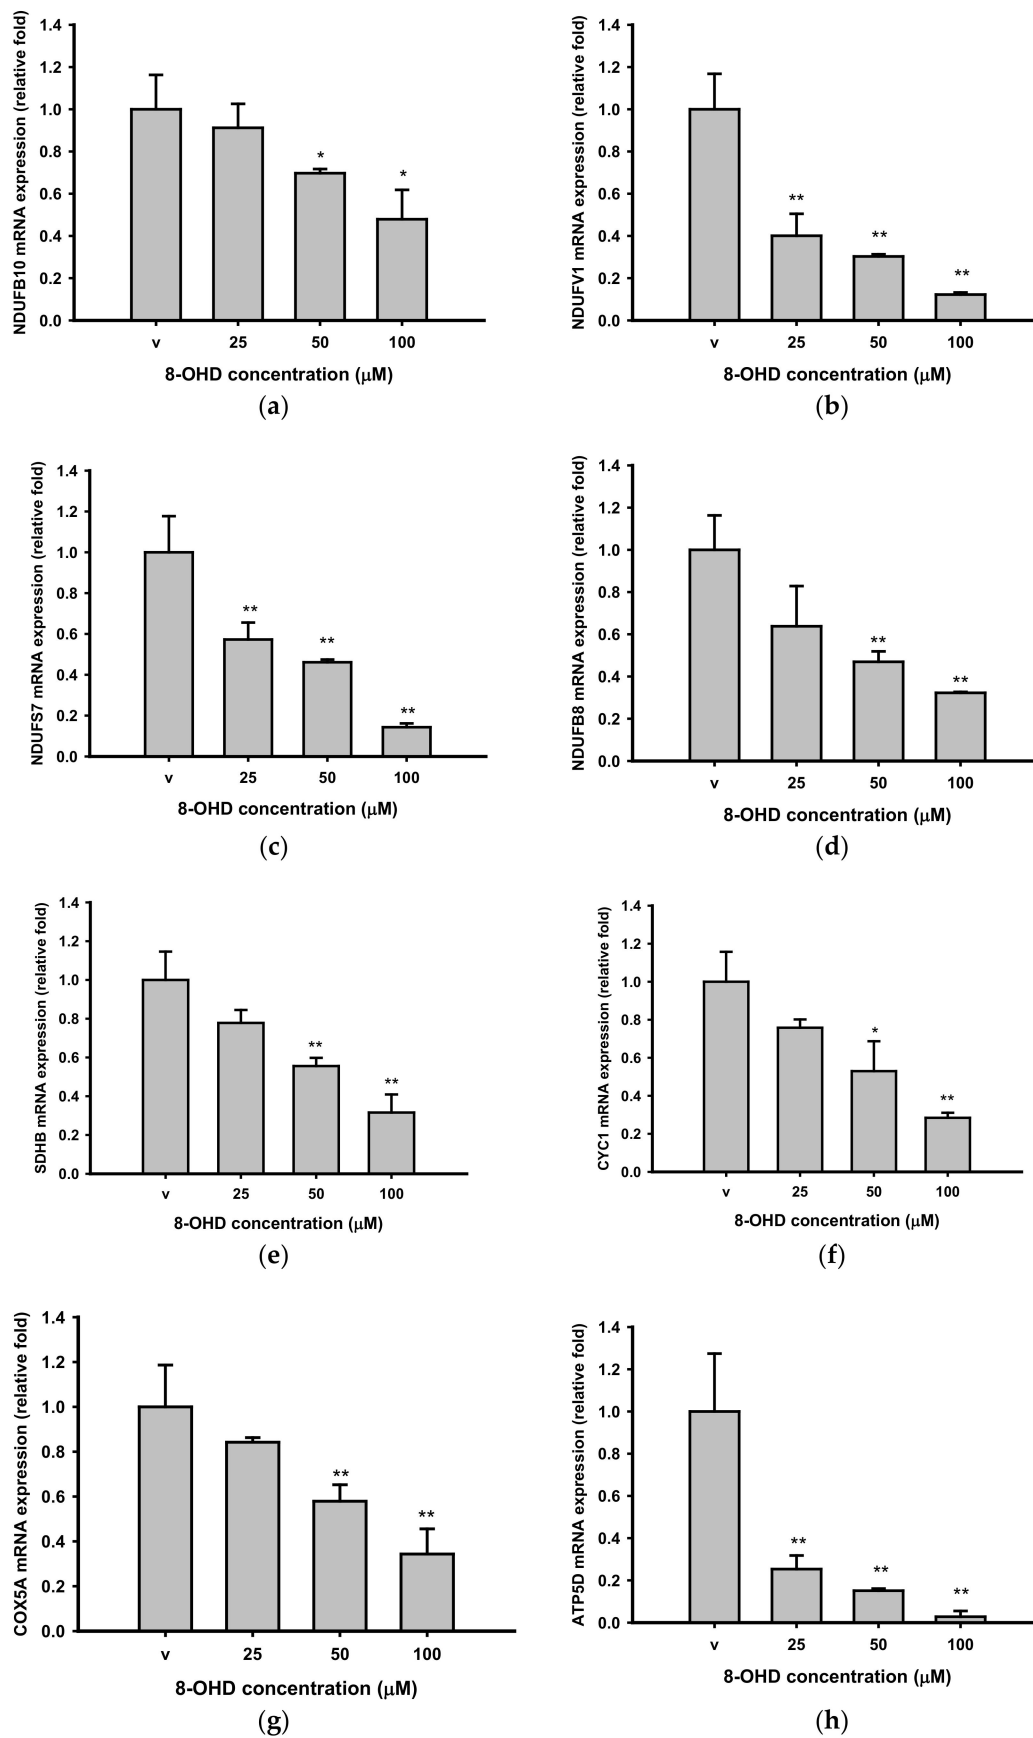 NDUFB10 mRNA expression (relative fold)
1.4
1.2
1.0
0.8
0.6
0.4
0.2
0.0
*
*
v 25 50 100
8-OHD concentration (μM)
(a)
NDUFV1 mRNA expression (relative fold)
1.4
1.2
1.0
0.8
0.6
0.4
0.2
0.0
**
**
**
v 25 50 100
8-OHD concentration (μM)
(b)
NDUFS7 mRNA expression (relative fold)
1.4
1.2
1.0
0.8
0.6
0.4
0.2
0.0
**
**
**
v 25 50 100
8-OHD concentration (μM)
(c)
NDUFB8 mRNA expression (relative fold)
1.4
1.2
1.0
0.8
0.6
0.4
0.2
0.0
**
**
v 25 50 100
8-OHD concentration (μM)
(d)
SDHB mRNA expression (relative fold)
1.4
1.2
1.0
0.8
0.6
0.4
0.2
0.0
**
**
v 25 50 100
8-OHD concentration (μM)
(e)
CYC1 mRNA expression (relative fold)
1.4
1.2
1.0
0.8
0.6
0.4
0.2
0.0
*
**
v 25 50 100
8-OHD concentration (μM)
(f)
COX5A mRNA expression (relative fold)
1.4
1.2
1.0
0.8
0.6
0.4
0.2
0.0
**
**
v 25 50 100
8-OHD concentration (μM)
(g)
ATP5D mRNA expression (relative fold)
1.4
1.2
1.0
0.8
0.6
0.4
0.2
0.0
**
**
**
v 25 50 100
8-OHD concentration (μM)
(h)